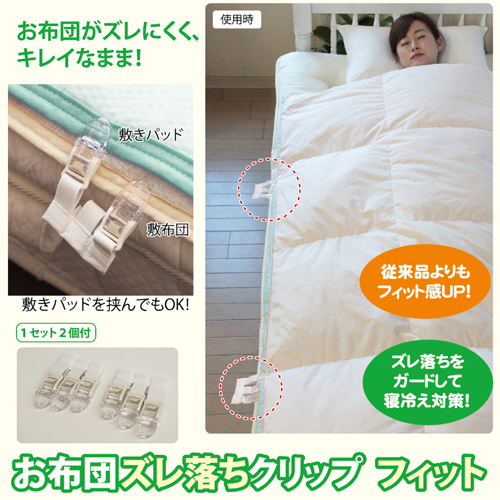 お布団がズレにくく、
キレイなまま!
使用時
敷きパッド
敷布団
敷きパッドを挟んでもOK!
1セット2個付
従来品よりも
フィット感UP!
ズレ落ちを
ガードして
寝冷え対策!
お布団ズレ落ちクリップ フィット